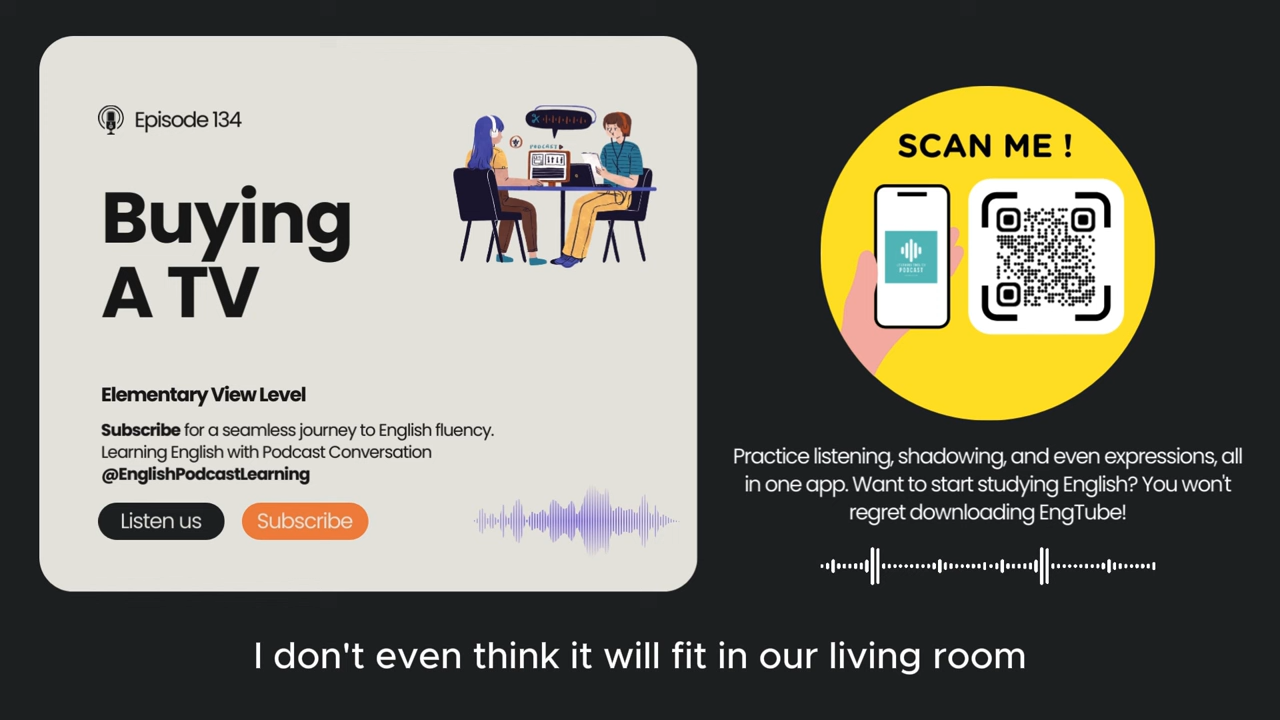 Episode 134
Buying
A TV
PODCAST
Elementary View Level
Subscribe for a seamless journey to English fluency.
Learning English with Podcast Conversation
@EnglishPodcastLearning
Listen us
Subscribe
SCAN ME !
PODCAST
Practice listening, shadowing, and even expressions, all
in one app. Want to start studying English? You won't
regret downloading EngTube!
I don't even think it will fit in our living room